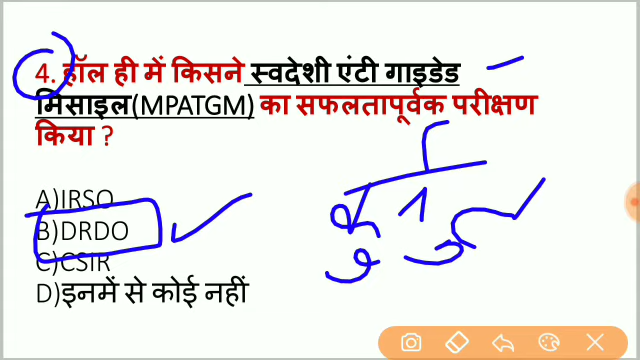 4. हॉल ही में किसने स्वदेशी एंटी गाइडेड
मिसाइल(MPATGM) का सफलतापूर्वक परीक्षण
किया ?
A)IRSO
B)DRDO
C)CSIR
D)इनमें से कोई नहीं